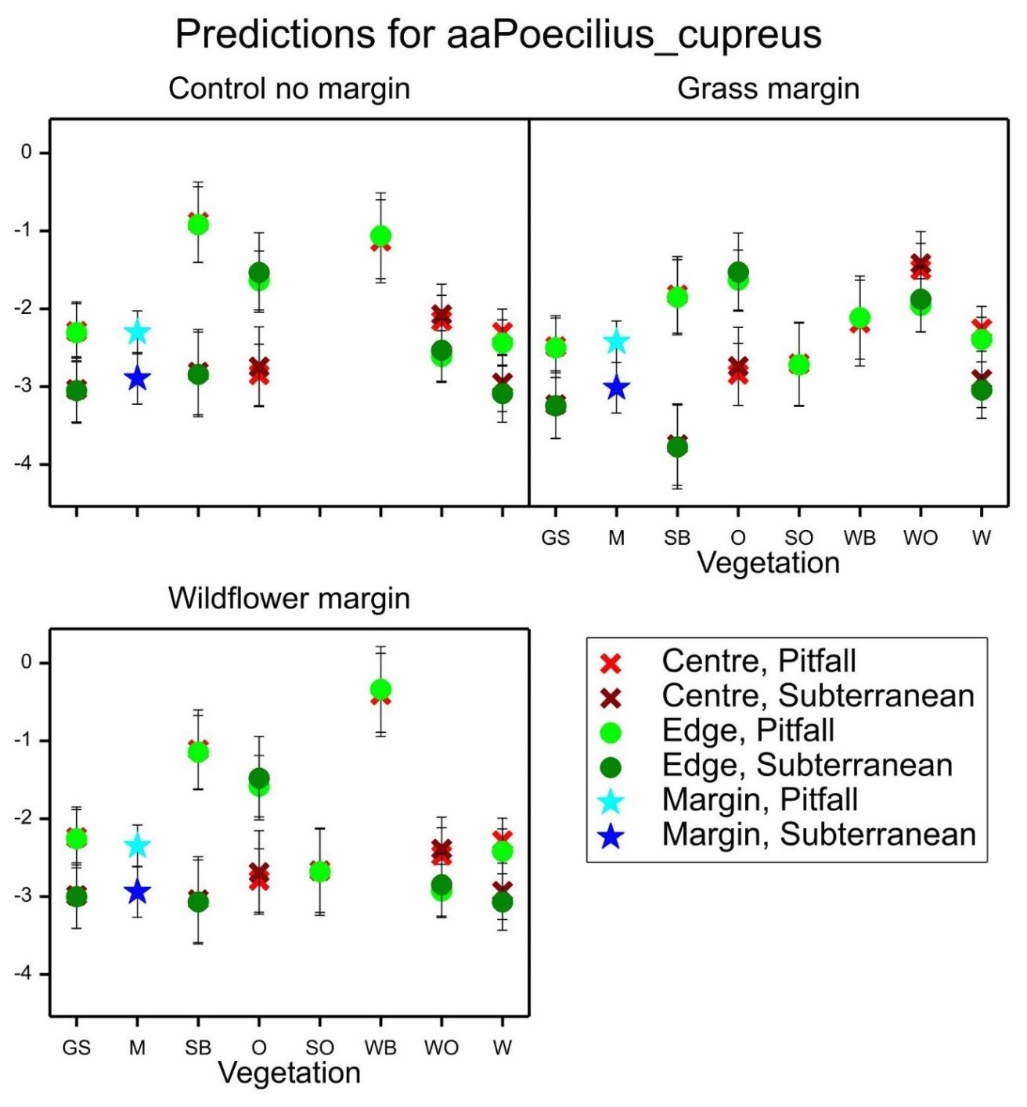 Predictions for aaPoecilius_cupreus
Control no margin
Grass margin
0
-1
-2
-3
-4
GS M SB O SO WB WO W
Vegetation
Wildflower margin
0
-1
-2
-3
-4
GS M SB O SO WB WO W
Vegetation
Centre, Pitfall
Centre, Subterranean
Edge, Pitfall
Edge, Subterranean
Margin, Pitfall
Margin, Subterranean